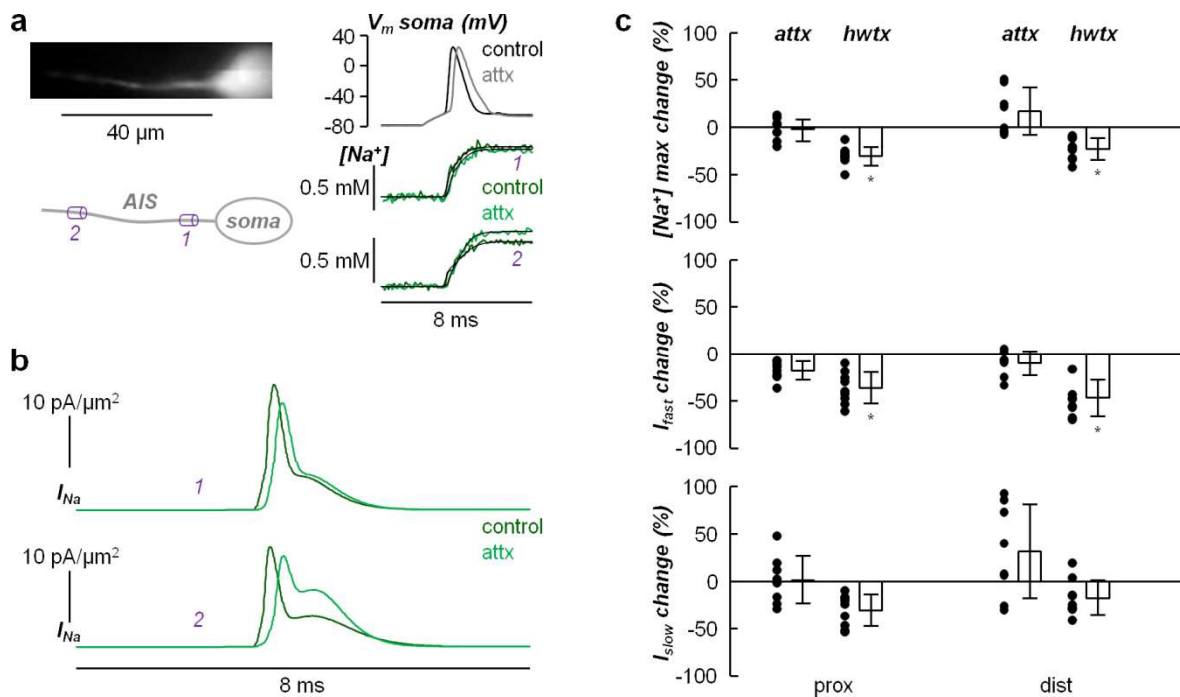 a
40 µm
AIS
soma
2
1
V_m soma (mV)
40
0
-40
-80
control
attx
[Na⁺]
1
0.5 mM
control
attx
0.5 mM
2
8 ms
b
10 pA/µm²
I_Na
1
control
attx
10 pA/µm²
I_Na
2
8 ms
c
attx hwtx attx hwtx
[Na⁺] max change (%)
100
50
0
-50
-100
* *
I_fast change (%)
100
50
0
-50
-100
* *
I_slow change (%)
100
50
0
-50
-100
prox dist